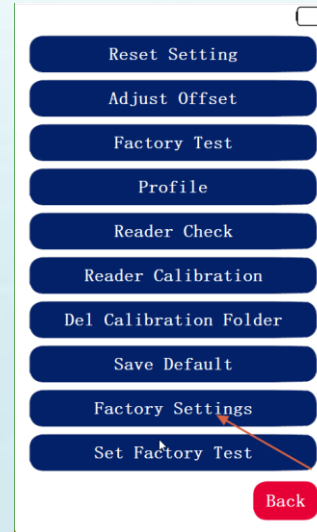 Reset Setting
Adjust Offset
Factory Test
Profile
Reader Check
Reader Calibration
Del Calibration Folder
Save Default
Factory Settings
Set Factory Test
Back